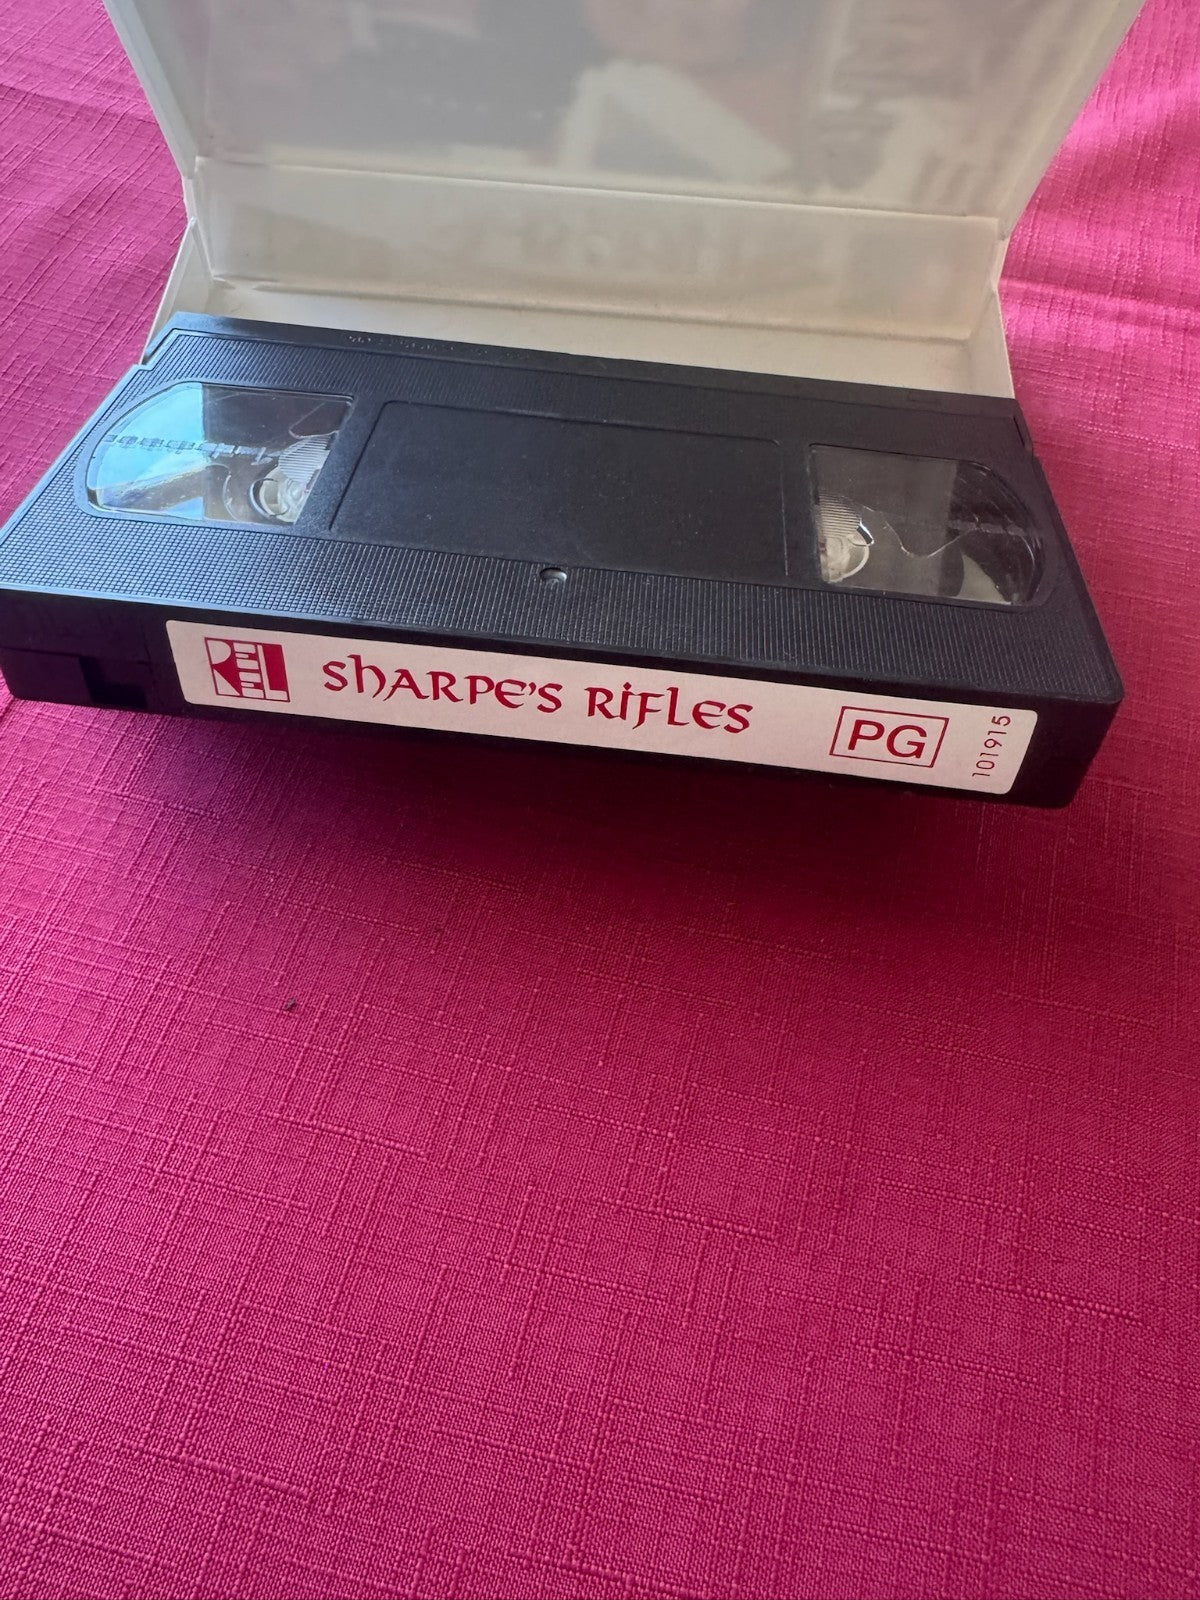 REEL
SHARPE'S RIFLES
PG
101915